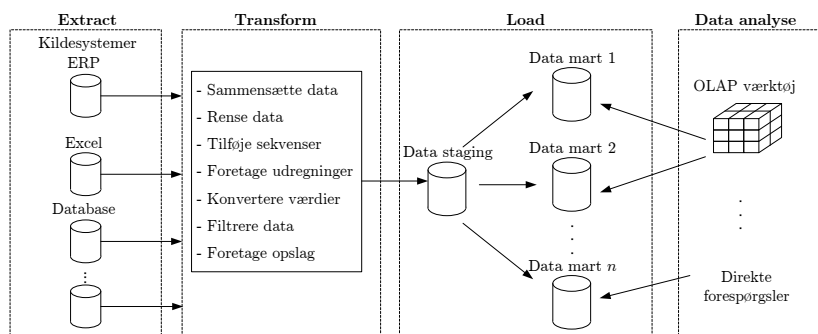 Extract
Transform
Load
Data analyse
Kildesystemer
ERP
Excel
Database
- Sammensætte data
- Rense data
- Tilføje sekvenser
- Foretage udregninger
- Konvertere værdier
- Filtrere data
- Foretage opslag
Data staging
Data mart 1
Data mart 2
Data mart n
OLAP værktøj
Direkte
forespørgsler